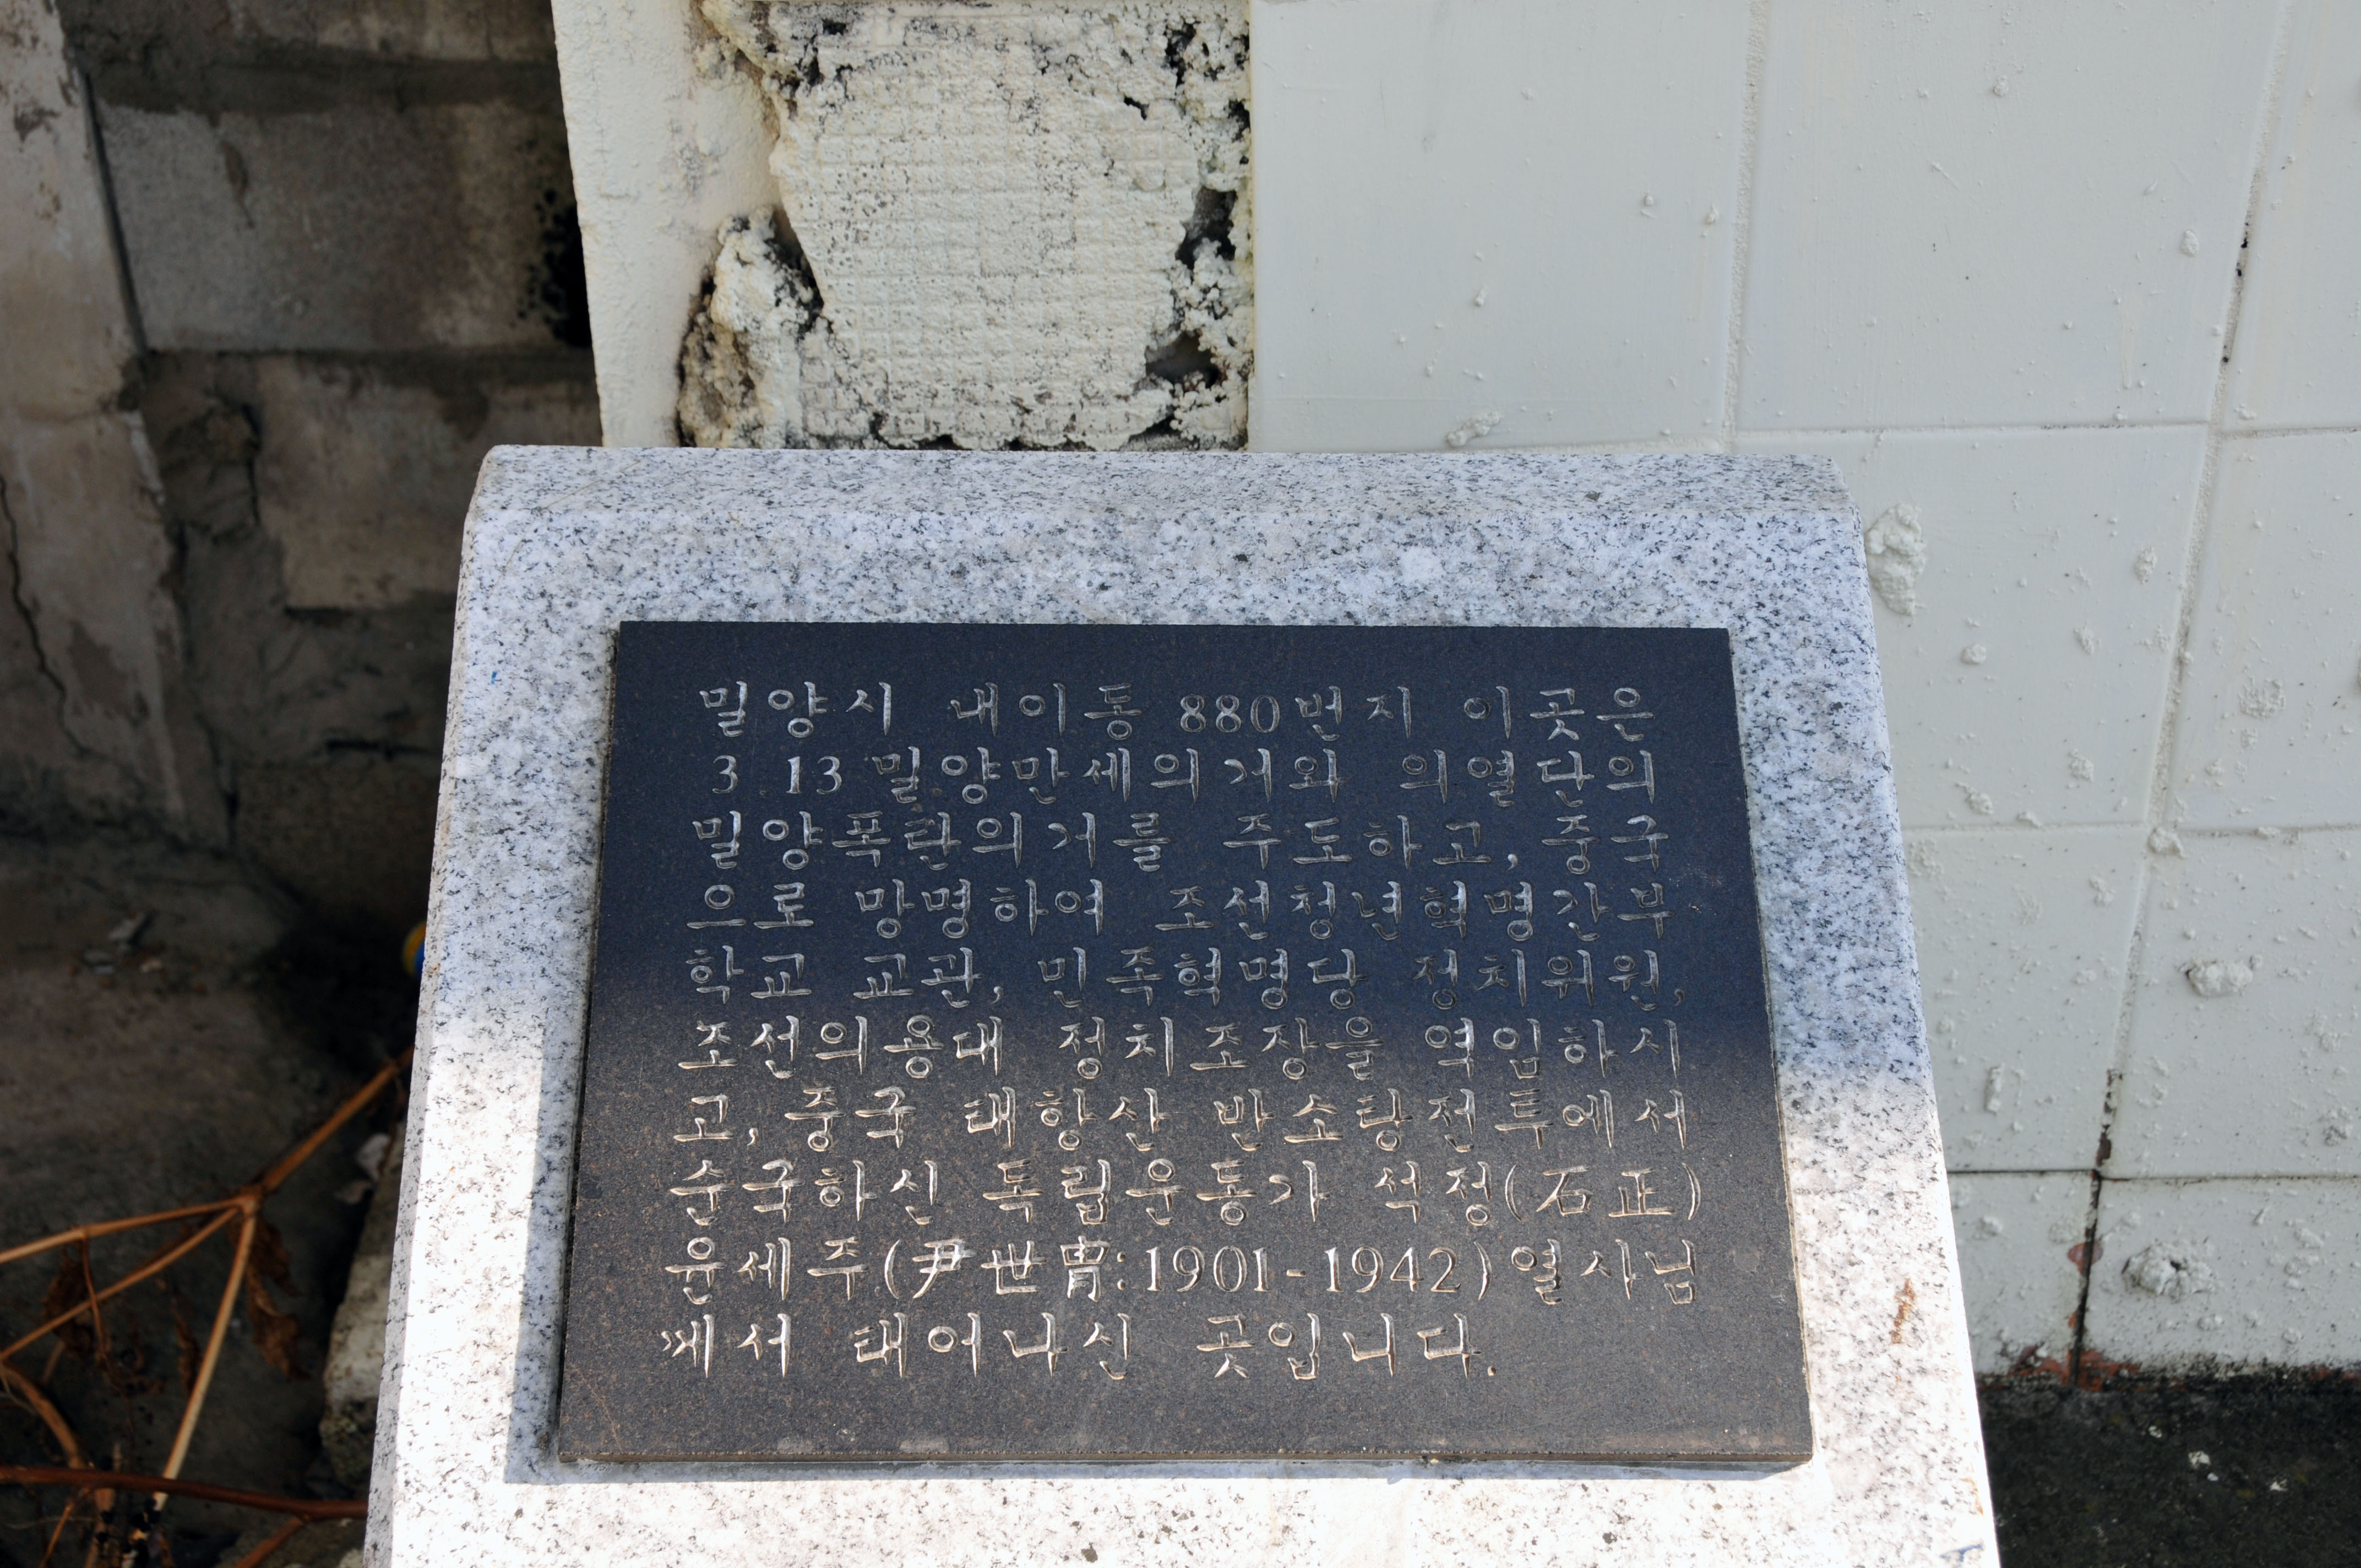 밀양시 내이동 880번지 이곳은
3 13 밀양만세의거와 의열단의
밀양폭탄의거를 주도하고, 중국
으로 망명하여 조선청년혁명간부
학교 교관, 민족혁명당 정치위원,
조선의용대 정치조장을 역임하시
고, 중국 태항산 반소탕전투에서
순국하신 독립운동가 석정(石正)
윤세주(尹世冑:1901-1942)열사님
께서 태어나신 곳입니다.